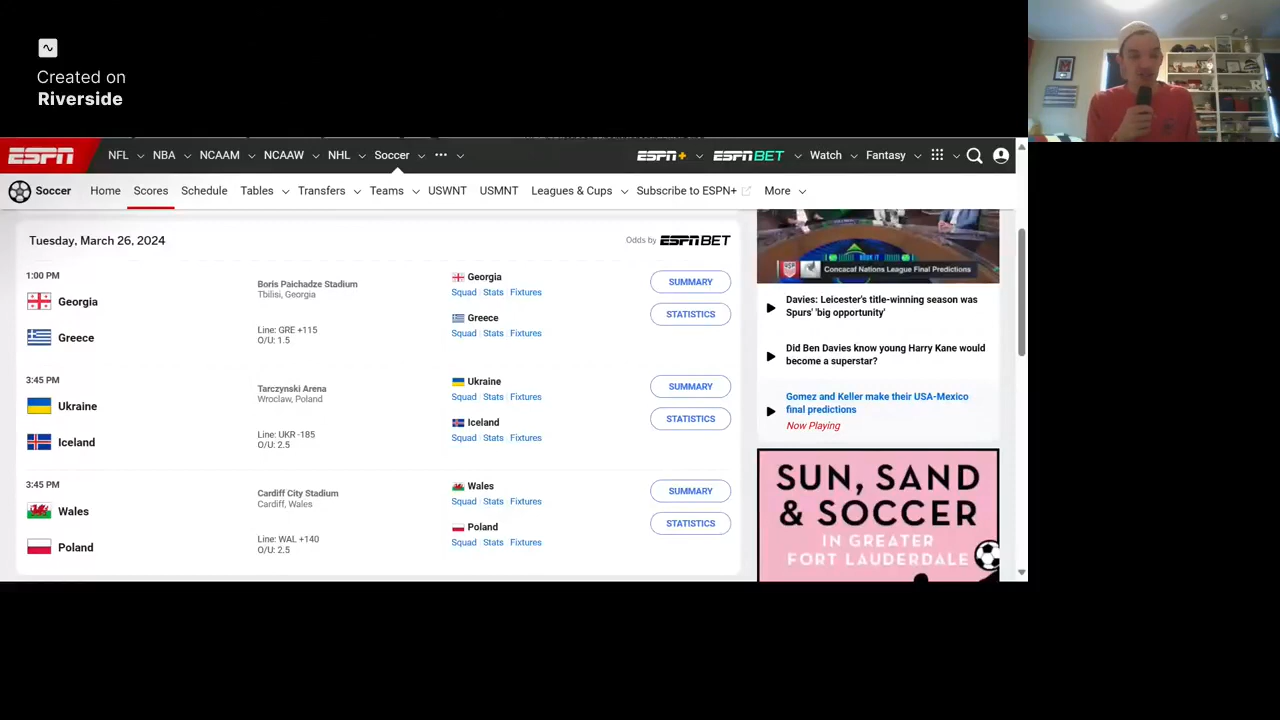 Created on
Riverside
ESPN NFL NBA NCAAM NCAAW NHL Soccer ESPN+ ESPN BET Watch Fantasy
Soccer Home Scores Schedule Tables Transfers Teams USWNT USMNT Leagues & Cups Subscribe to ESPN+ More
Tuesday, March 26, 2024 Odds by ESPN BET
1:00 PM
Georgia
Greece
Boris Paichadze Stadium
Tbilisi, Georgia
Line: GRE +115
O/U: 1.5
Georgia
Squad Stats Fixtures
Greece
Squad Stats Fixtures
SUMMARY
STATISTICS
3:45 PM
Ukraine
Iceland
Tarczynski Arena
Wroclaw, Poland
Line: UKR -185
O/U: 2.5
Ukraine
Squad Stats Fixtures
Iceland
Squad Stats Fixtures
SUMMARY
STATISTICS
3:45 PM
Wales
Poland
Cardiff City Stadium
Cardiff, Wales
Line: WAL +140
O/U: 2.5
Wales
Squad Stats Fixtures
Poland
Squad Stats Fixtures
SUMMARY
STATISTICS
Concacaf Nations League Final Predictions
Davies: Leicester's title-winning season was
Spurs' 'big opportunity'
Did Ben Davies know young Harry Kane would
become a superstar?
Gomez and Keller make their USA-Mexico
final predictions
Now Playing
SUN, SAND
& SOCCER
IN GREATER
FORT LAUDERDALE